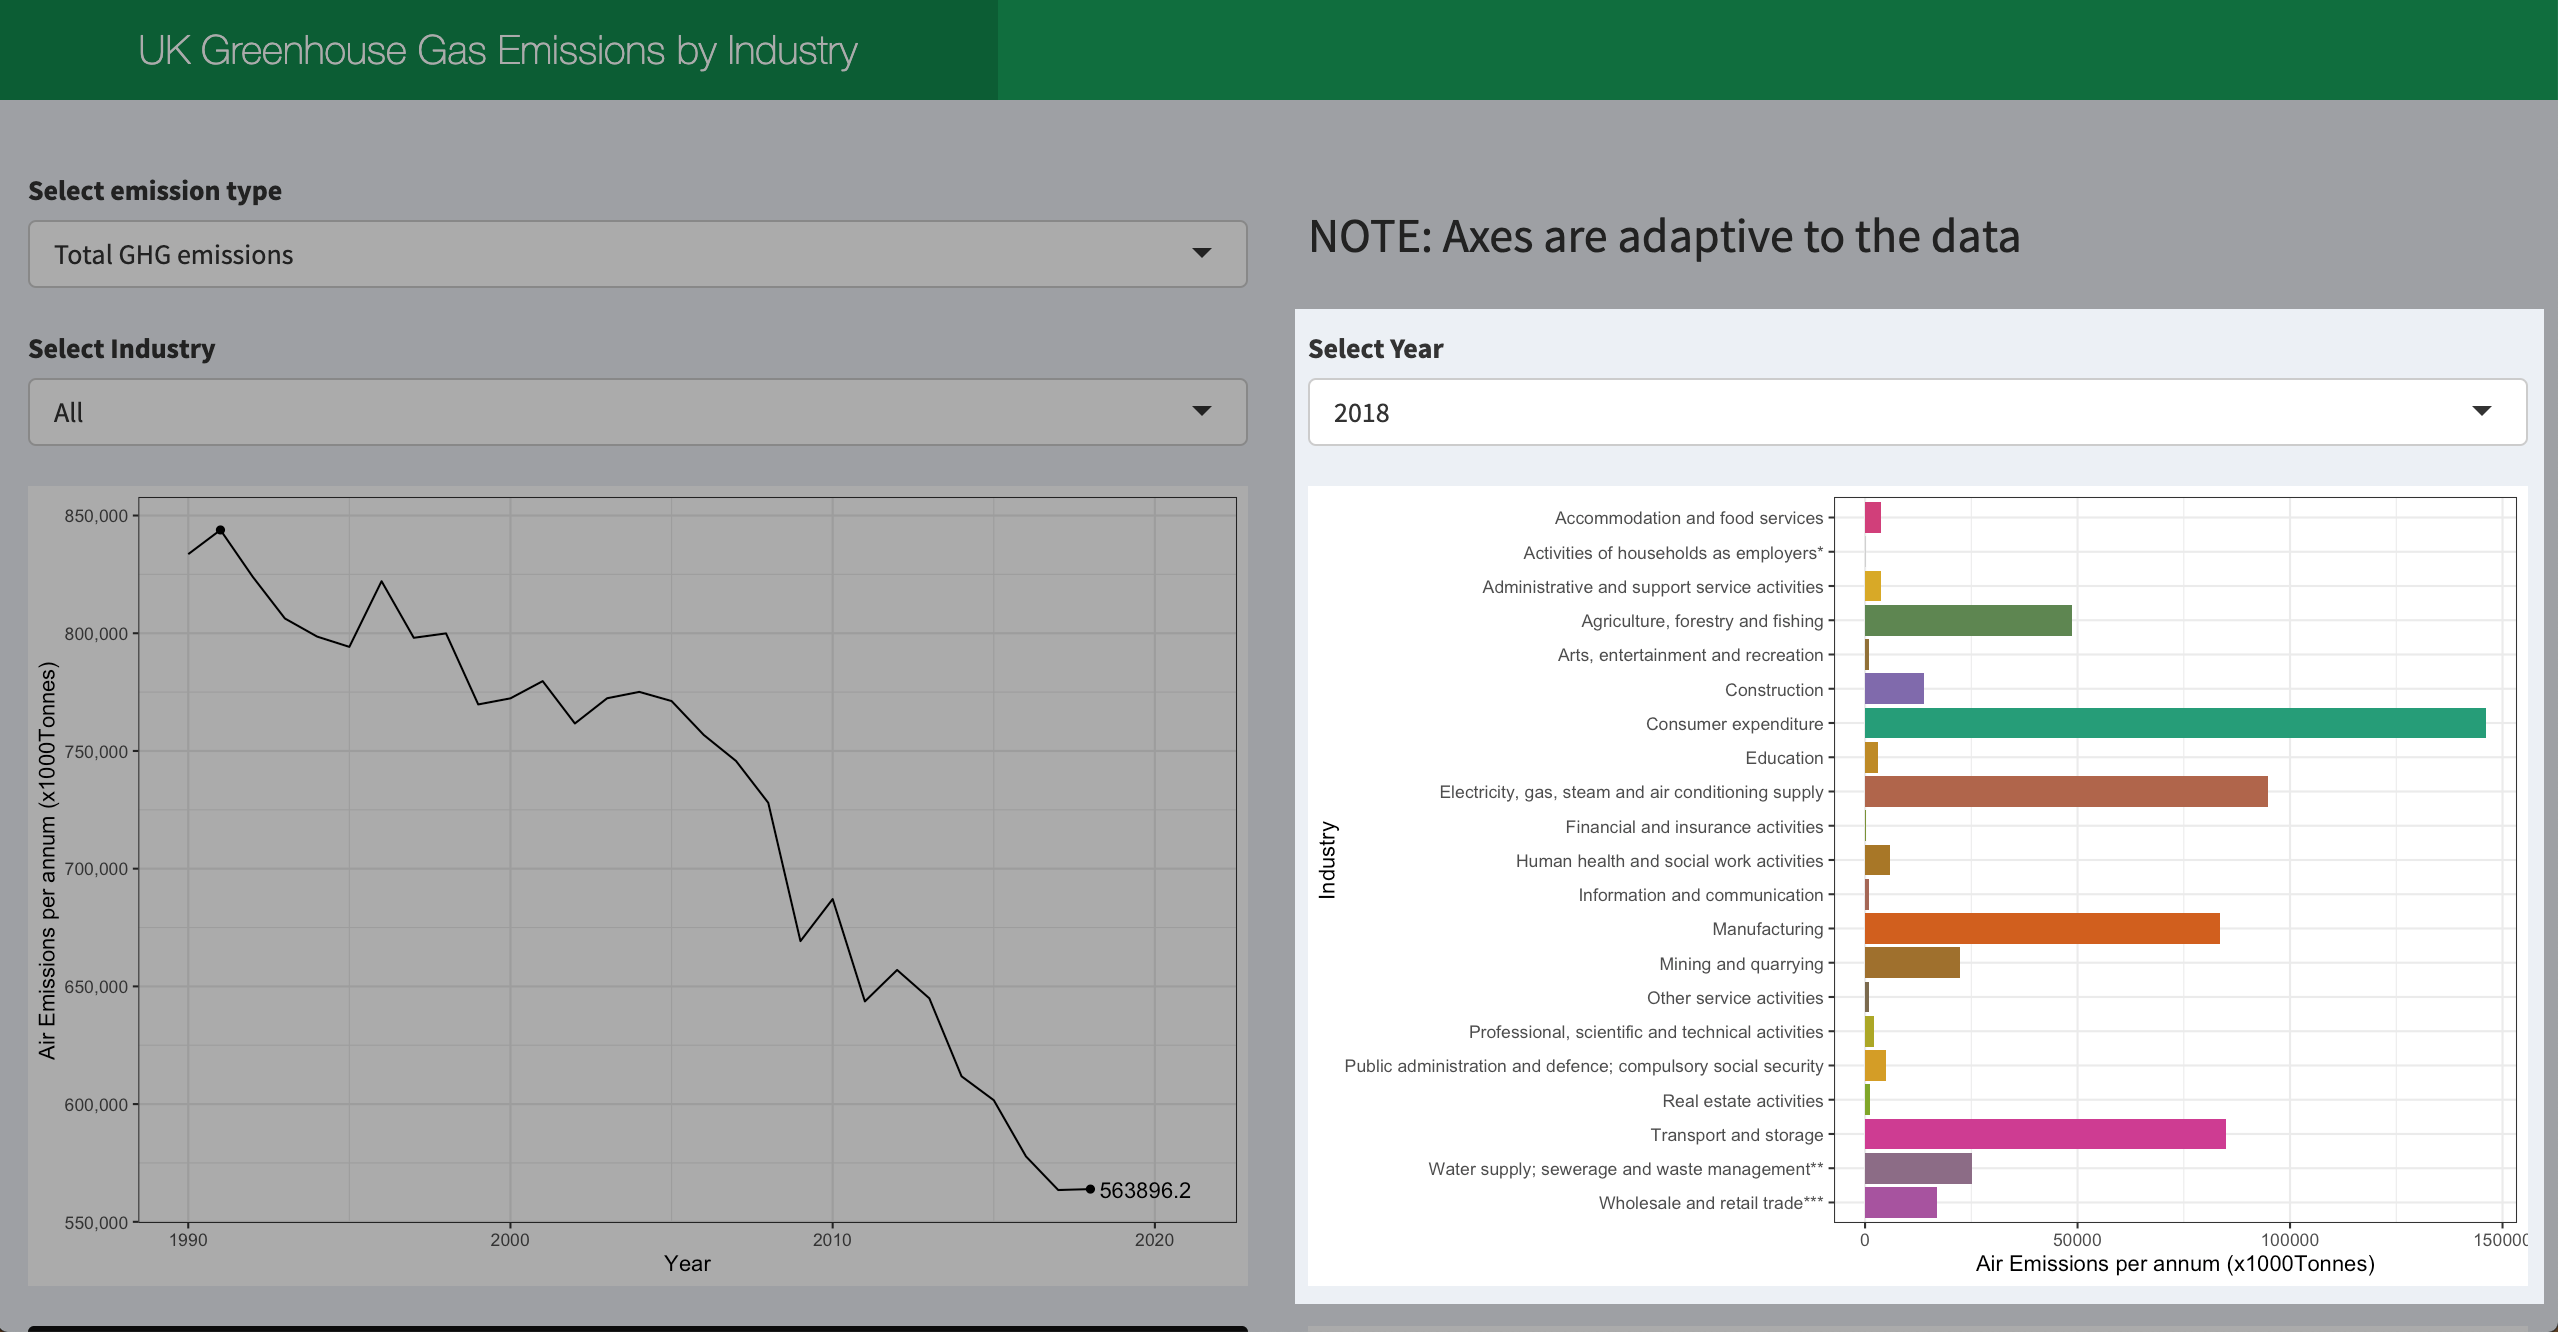 UK Greenhouse Gas Emissions by Industry
Select emission type
Total GHG emissions
NOTE: Axes are adaptive to the data
Select Industry
All
Select Year
2018
850,000
800,000
750,000
700,000
650,000
600,000
550,000
Air Emissions per annum (x1000Tonnes)
563896.2
1990 2000 2010 2020
Year
Industry
Accommodation and food services
Activities of households as employers*
Administrative and support service activities
Agriculture, forestry and fishing
Arts, entertainment and recreation
Construction
Consumer expenditure
Education
Electricity, gas, steam and air conditioning supply
Financial and insurance activities
Human health and social work activities
Information and communication
Manufacturing
Mining and quarrying
Other service activities
Professional, scientific and technical activities
Public administration and defence; compulsory social security
Real estate activities
Transport and storage
Water supply; sewerage and waste management**
Wholesale and retail trade***
0 50000 100000 150000
Air Emissions per annum (x1000Tonnes)